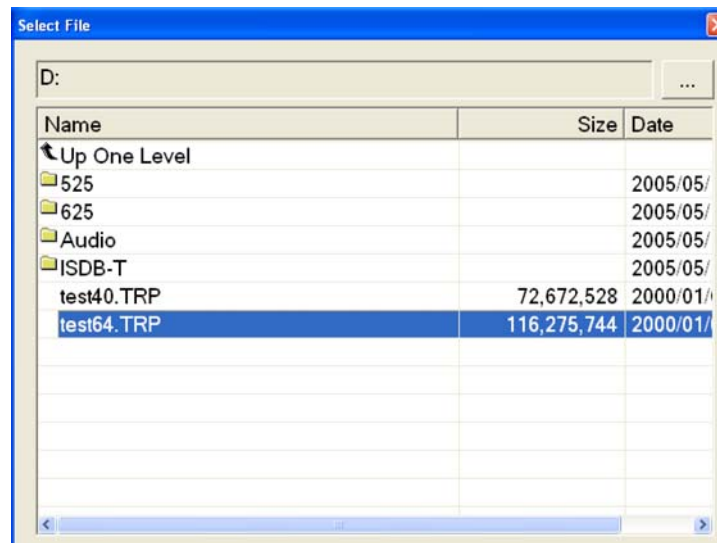 Select File
D:
...
Name Size Date
Up One Level
525 2005/05/
625 2005/05/
Audio 2005/05/
ISDB-T 2005/05/
test40.TRP 72,672,528 2000/01/
test64.TRP 116,275,744 2000/01/